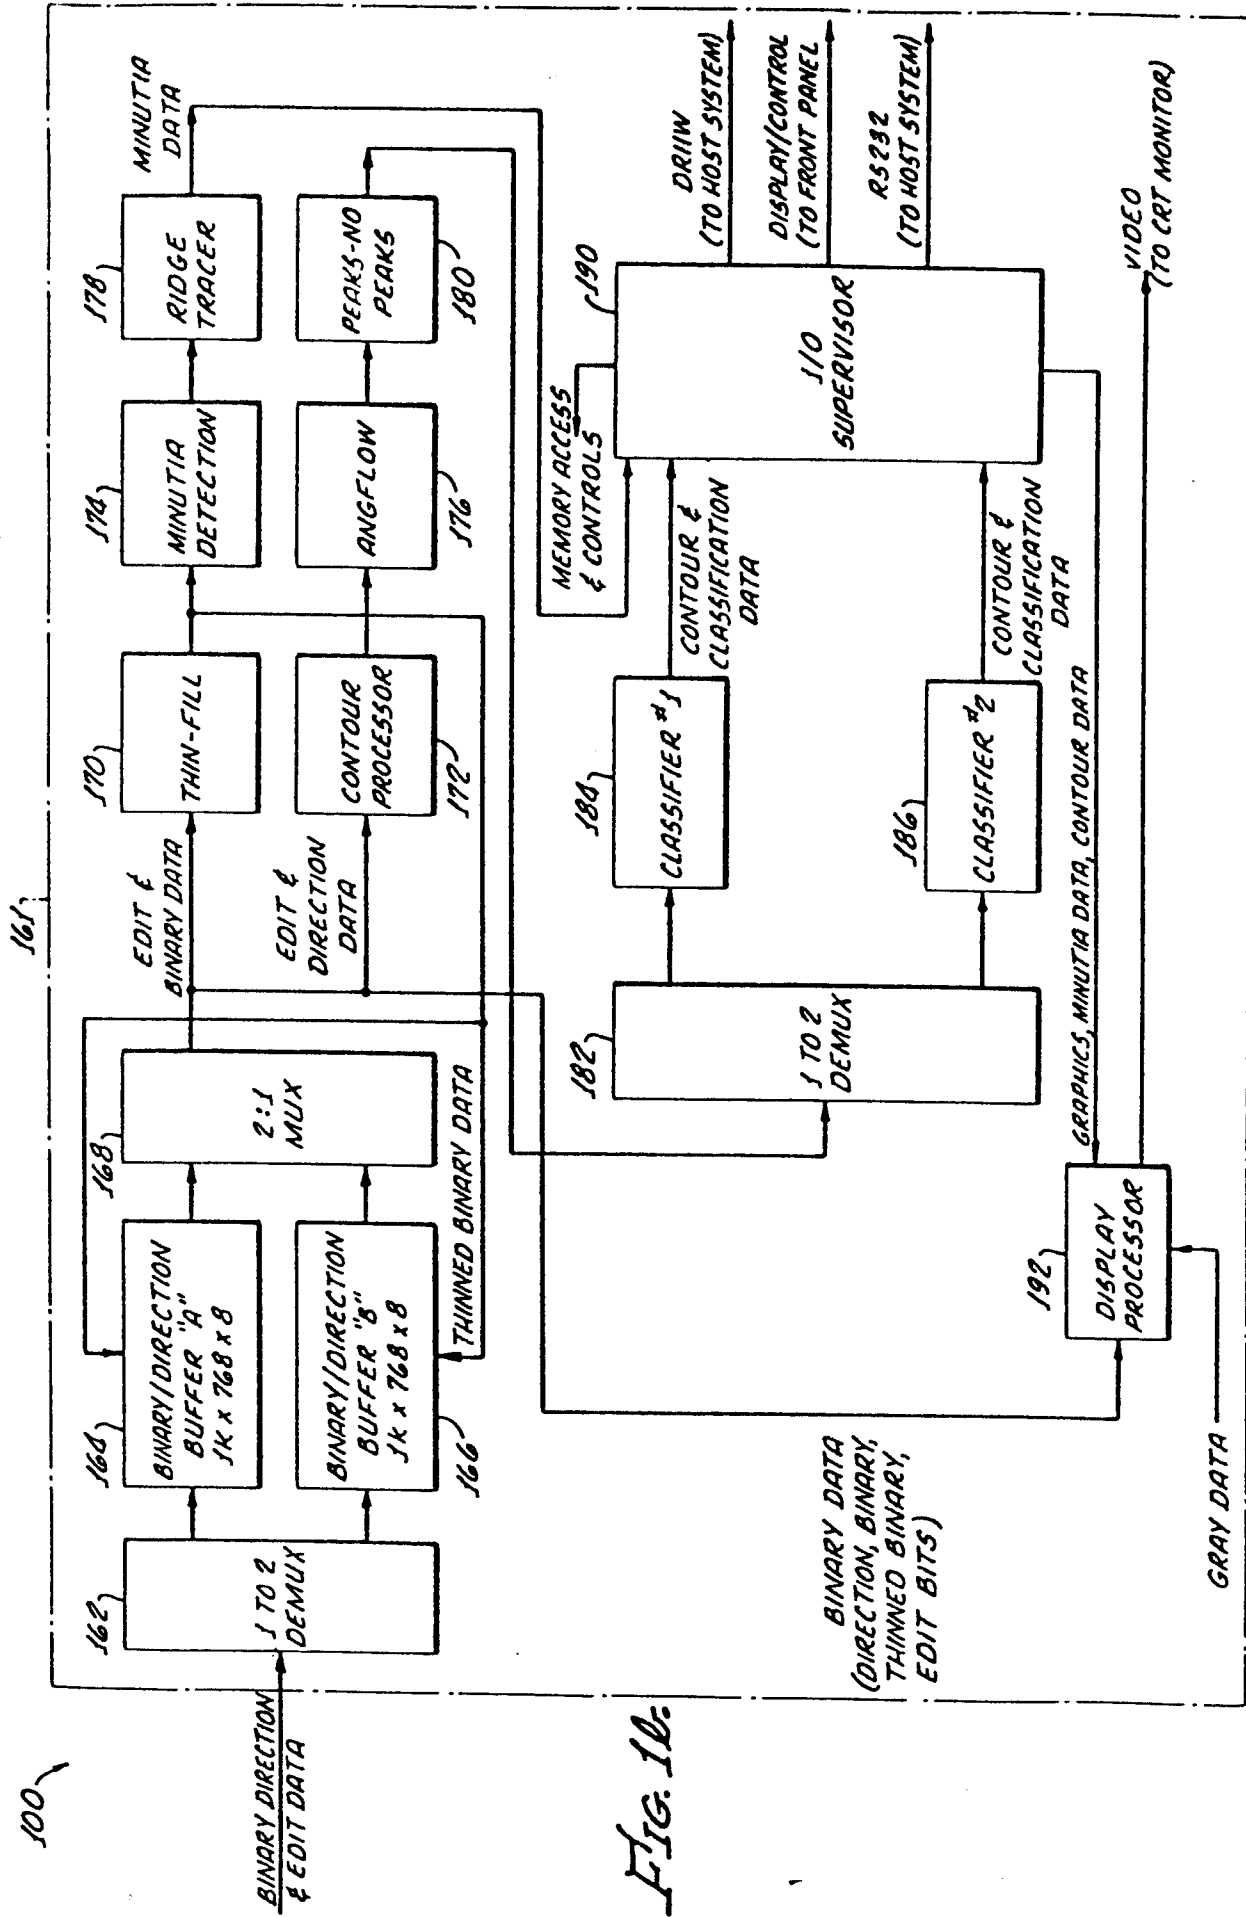 100
161
BINARY DIRECTION
& EDIT DATA
162
1 TO 2
DEMUX
164
BINARY/DIRECTION
BUFFER "A"
1K x 768 x 8
BINARY/DIRECTION
BUFFER "B"
1K x 768 x 8
166
168
2:1
MUX
THINNED BINARY DATA
EDIT &
BINARY DATA
EDIT &
DIRECTION
DATA
170
THIN-FILL
CONTOUR
PROCESSOR
172
174
MINUTIA
DETECTION
ANGFLOW
176
178
RIDGE
TRACER
PEAKS-NO
PEAKS
180
MINUTIA
DATA
182
1 TO 2
DEMUX
184
CLASSIFIER #1
186
CLASSIFIER #2
CONTOUR &
CLASSIFICATION
DATA
CONTOUR &
CLASSIFICATION
DATA
MEMORY ACCESS
& CONTROLS
190
I/O
SUPERVISOR
DR11W
(TO HOST SYSTEM)
DISPLAY/CONTROL
(TO FRONT PANEL
RS232
(TO HOST SYSTEM)
GRAPHICS, MINUTIA DATA, CONTOUR DATA
VIDEO
(TO CRT MONITOR)
192
DISPLAY
PROCESSOR
BINARY DATA
(DIRECTION, BINARY,
THINNED BINARY,
EDIT BITS)
GRAY DATA
FIG. 1b.